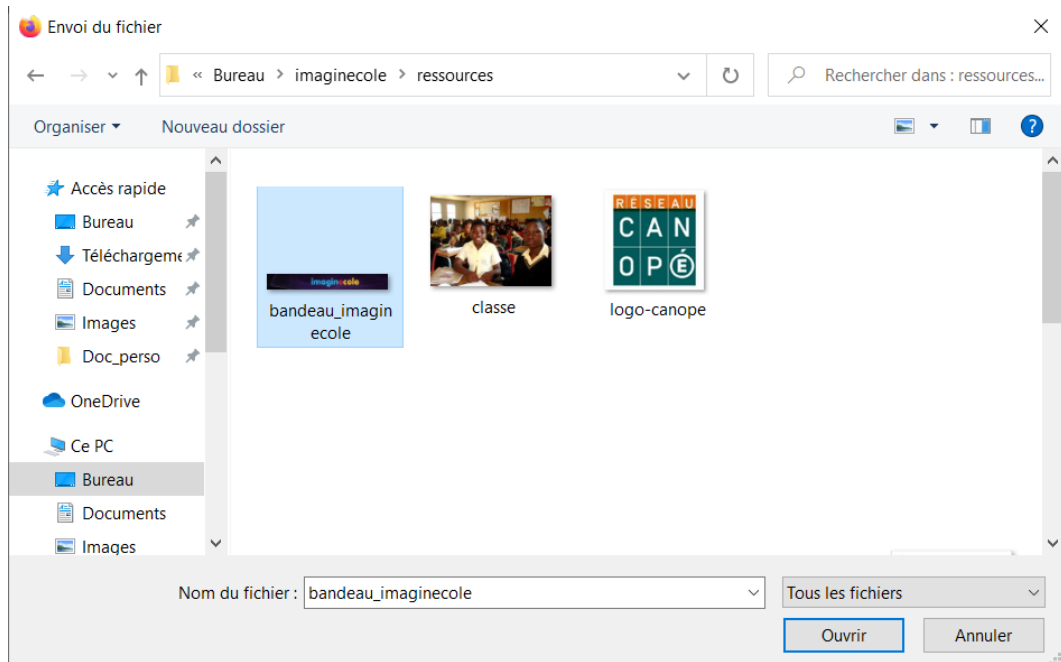 Envoi du fichier
« Bureau > imaginecole > ressources
Rechercher dans : ressources...
Organiser
Nouveau dossier
Accès rapide
Bureau
Téléchargeme
Documents
Images
Doc_perso
OneDrive
Ce PC
Bureau
Documents
Images
imaginecole
bandeau_imagin
ecole
classe
RÉSEAU
CAN
OPÉ
logo-canope
Nom du fichier : bandeau_imaginecole
Tous les fichiers
Ouvrir
Annuler